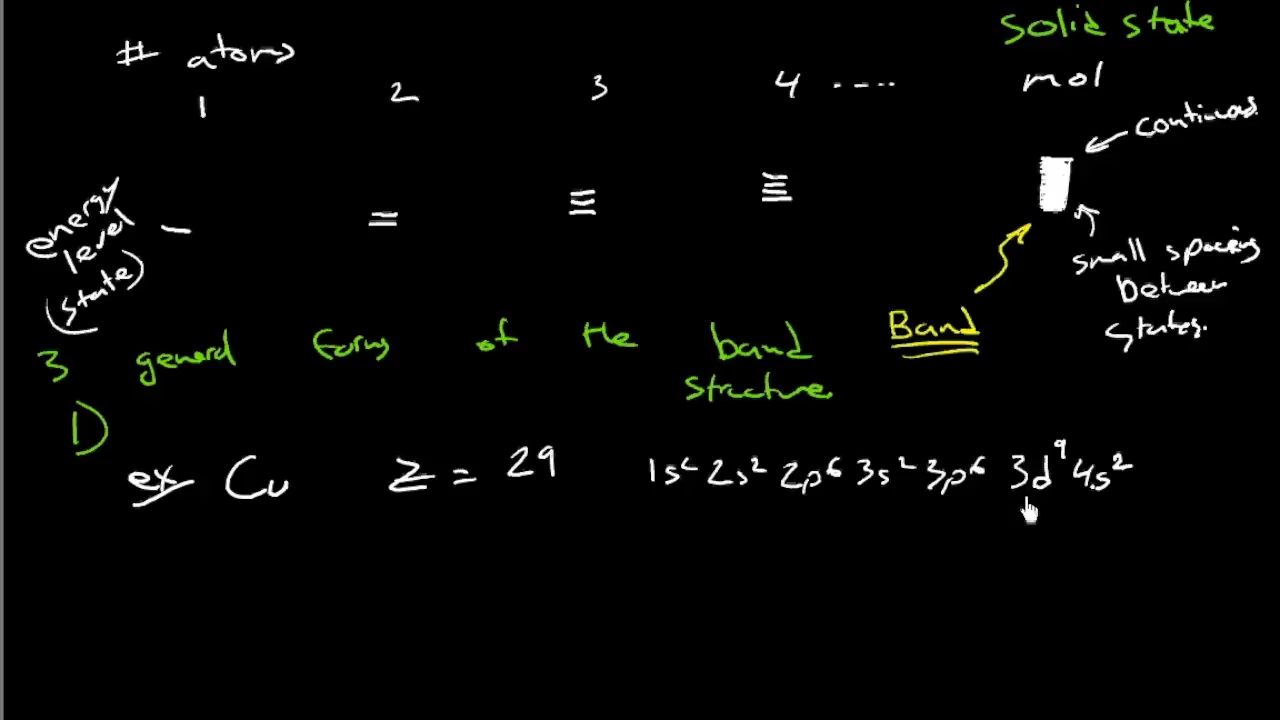 Solid state
# atoms
1 2 3 4 .... mol
continuous
energy level (state)
small spacing between states.
Band
3 general forms of the band structure
1)
ex Cu Z = 29 1s² 2s² 2p⁶ 3s² 3p⁶ 3d⁹ 4s²